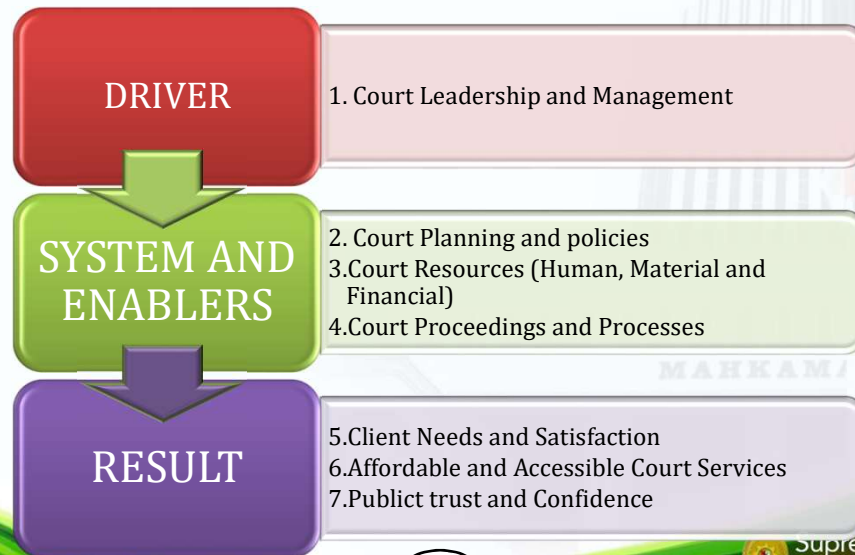 DRIVER
1. Court Leadership and Management
SYSTEM AND
ENABLERS
2. Court Planning and policies
3.Court Resources (Human, Material and
Financial)
4.Court Proceedings and Processes
MAHKAMA
RESULT
5.Client Needs and Satisfaction
6.Affordable and Accessible Court Services
7.Publict trust and Confidence